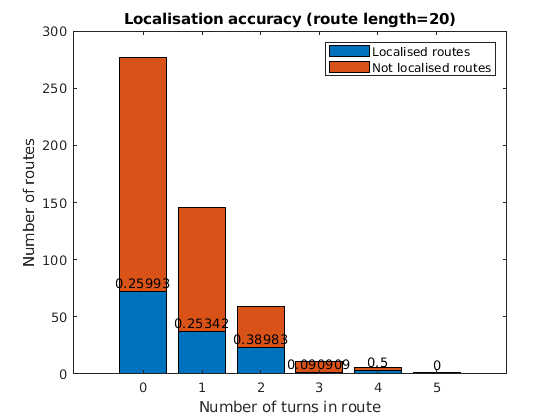 Localisation accuracy (route length=20)
Localised routes
Not localised routes
Number of routes
300
250
200
150
100
50
0
0.25993
0.25342
0.38983
0.090909
0.5
0
0 1 2 3 4 5
Number of turns in route